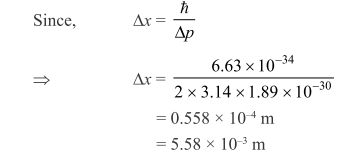 Since, Δx = ℏ/Δp
⇒ Δx = 6.63 × 10⁻³⁴/2 × 3.14 × 1.89 × 10⁻³⁰
= 0.558 × 10⁻⁴ m
= 5.58 × 10⁻³ m